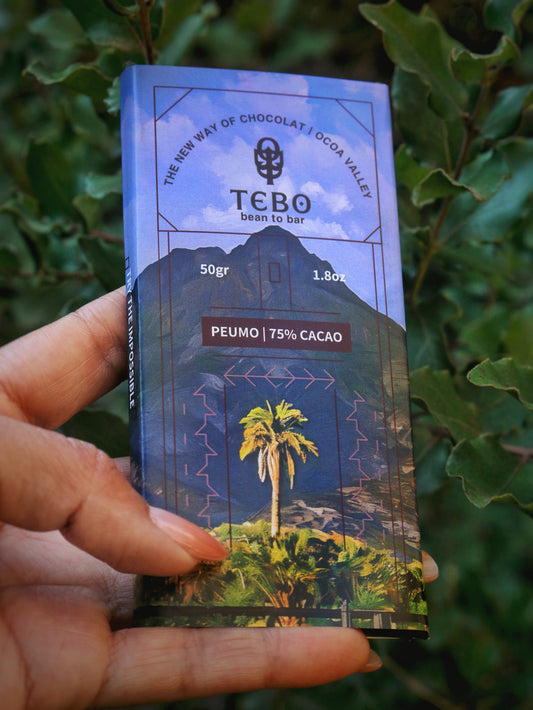 THE NEW WAY OF CHOCOLAT | OCOA VALLEY
TEBO
bean to bar
50gr 1.8oz
PEUMO | 75% CACAO
TRY THE IMPOSSIBLE